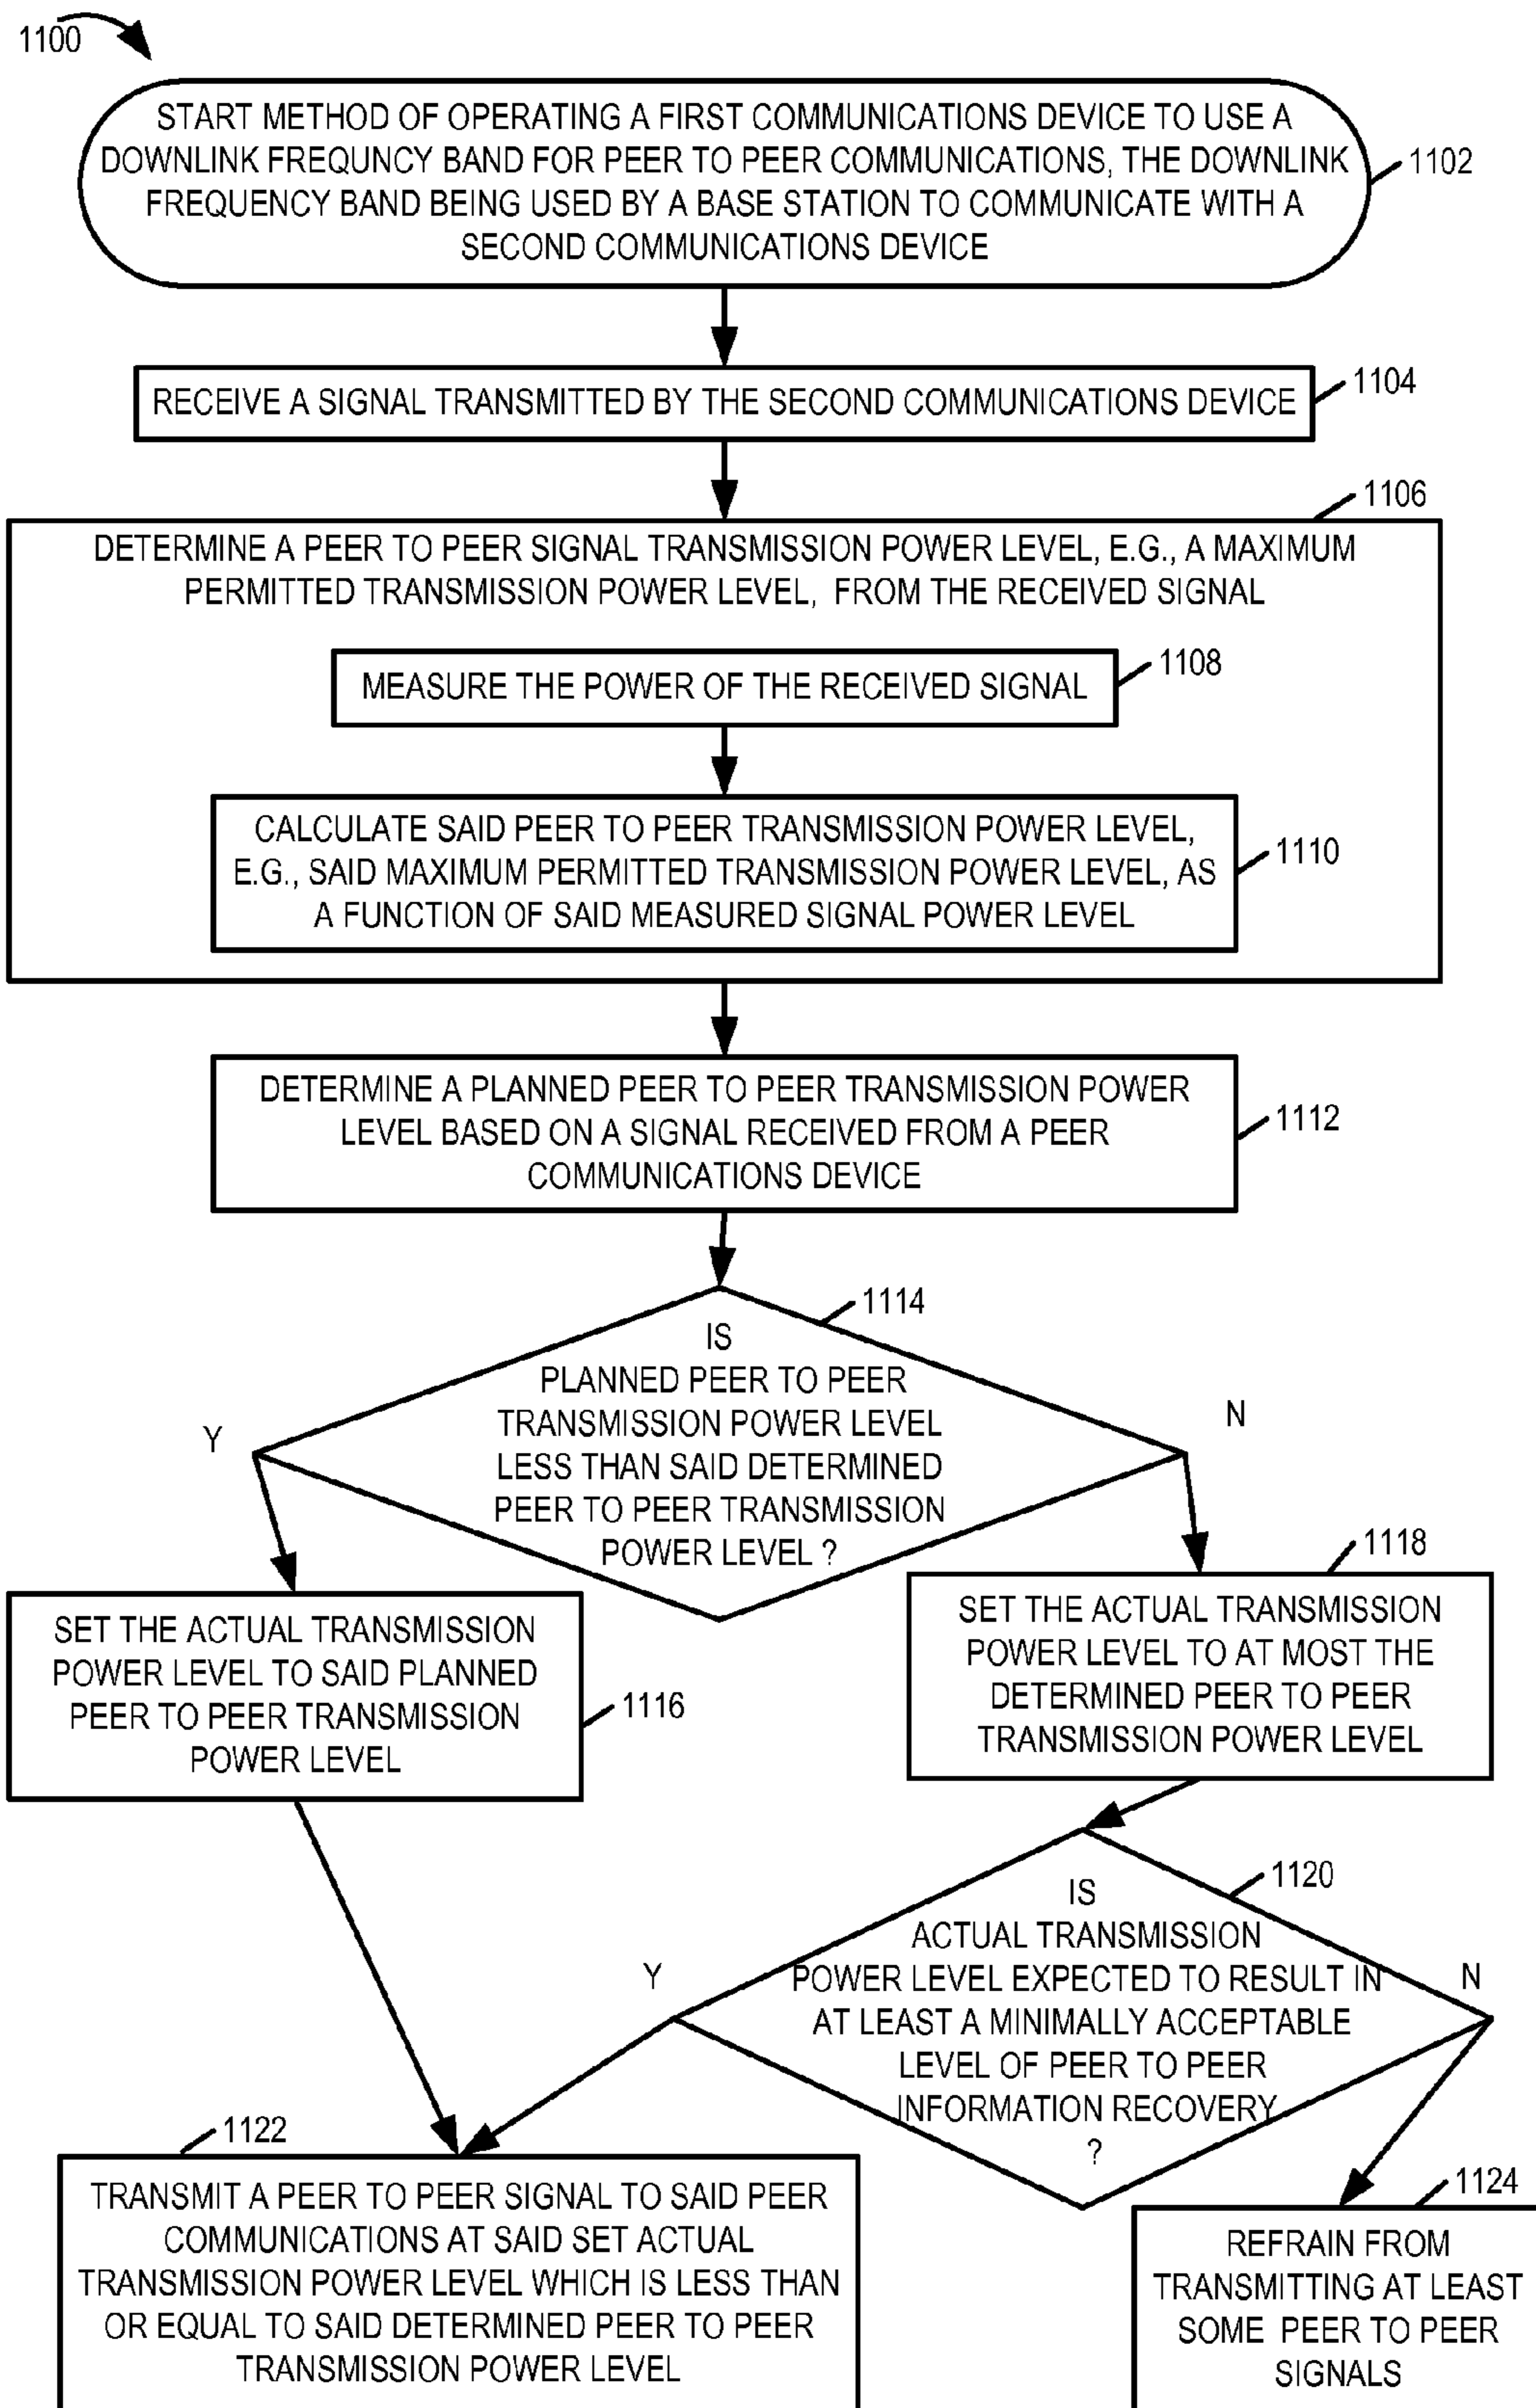 1100
START METHOD OF OPERATING A FIRST COMMUNICATIONS DEVICE TO USE A
DOWNLINK FREQUNCY BAND FOR PEER TO PEER COMMUNICATIONS, THE DOWNLINK
FREQUENCY BAND BEING USED BY A BASE STATION TO COMMUNICATE WITH A
SECOND COMMUNICATIONS DEVICE
1102
RECEIVE A SIGNAL TRANSMITTED BY THE SECOND COMMUNICATIONS DEVICE
1104
1106
DETERMINE A PEER TO PEER SIGNAL TRANSMISSION POWER LEVEL, E.G., A MAXIMUM
PERMITTED TRANSMISSION POWER LEVEL, FROM THE RECEIVED SIGNAL
MEASURE THE POWER OF THE RECEIVED SIGNAL
1108
CALCULATE SAID PEER TO PEER TRANSMISSION POWER LEVEL,
E.G., SAID MAXIMUM PERMITTED TRANSMISSION POWER LEVEL, AS
A FUNCTION OF SAID MEASURED SIGNAL POWER LEVEL
1110
DETERMINE A PLANNED PEER TO PEER TRANSMISSION POWER
LEVEL BASED ON A SIGNAL RECEIVED FROM A PEER
COMMUNICATIONS DEVICE
1112
1114
IS
PLANNED PEER TO PEER
TRANSMISSION POWER LEVEL
LESS THAN SAID DETERMINED
PEER TO PEER TRANSMISSION
POWER LEVEL ?
Y
N
SET THE ACTUAL TRANSMISSION
POWER LEVEL TO SAID PLANNED
PEER TO PEER TRANSMISSION
POWER LEVEL
1116
1118
SET THE ACTUAL TRANSMISSION
POWER LEVEL TO AT MOST THE
DETERMINED PEER TO PEER
TRANSMISSION POWER LEVEL
1120
IS
ACTUAL TRANSMISSION
POWER LEVEL EXPECTED TO RESULT IN
AT LEAST A MINIMALLY ACCEPTABLE
LEVEL OF PEER TO PEER
INFORMATION RECOVERY
?
Y
N
1122
TRANSMIT A PEER TO PEER SIGNAL TO SAID PEER
COMMUNICATIONS AT SAID SET ACTUAL
TRANSMISSION POWER LEVEL WHICH IS LESS THAN
OR EQUAL TO SAID DETERMINED PEER TO PEER
TRANSMISSION POWER LEVEL
1124
REFRAIN FROM
TRANSMITTING AT LEAST
SOME PEER TO PEER
SIGNALS